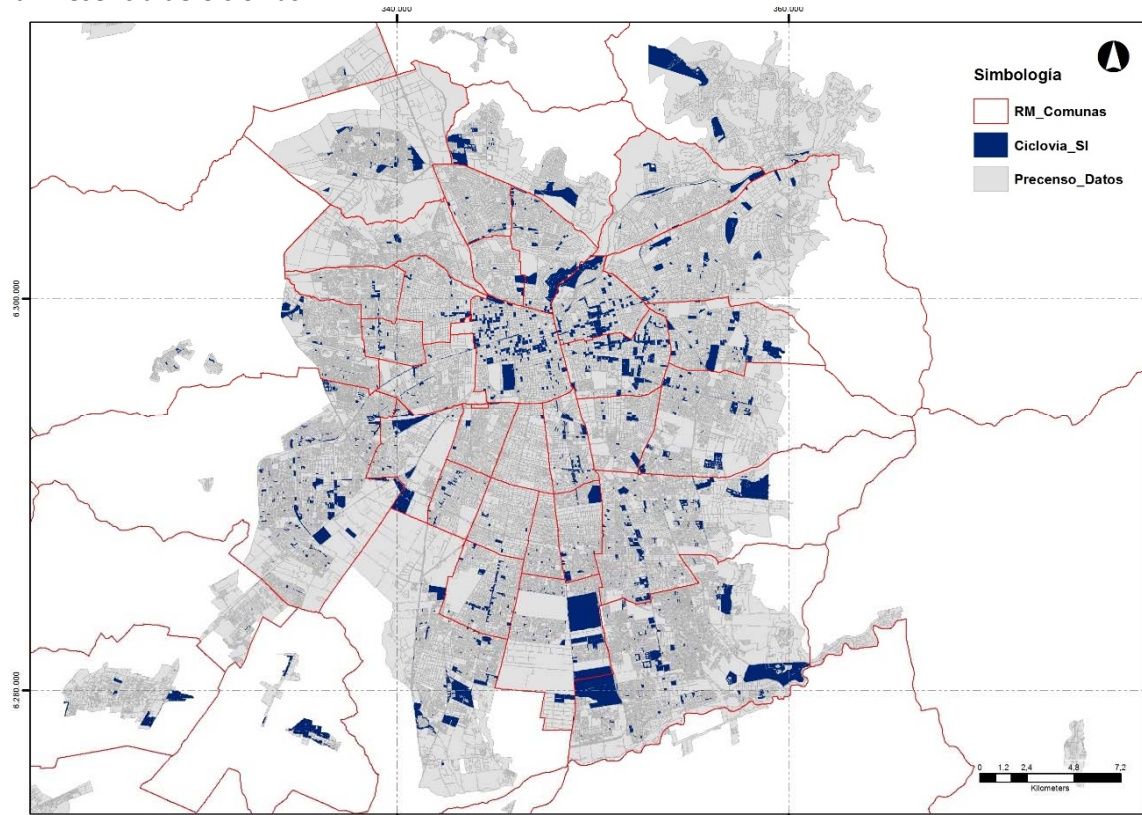 340.000
360.000
Simbología
RM_Comunas
Ciclovia_SI
Precenso_Datos
6.300.000
6.280.000
0 1,2 2,4 4,8 7,2
Kilometers